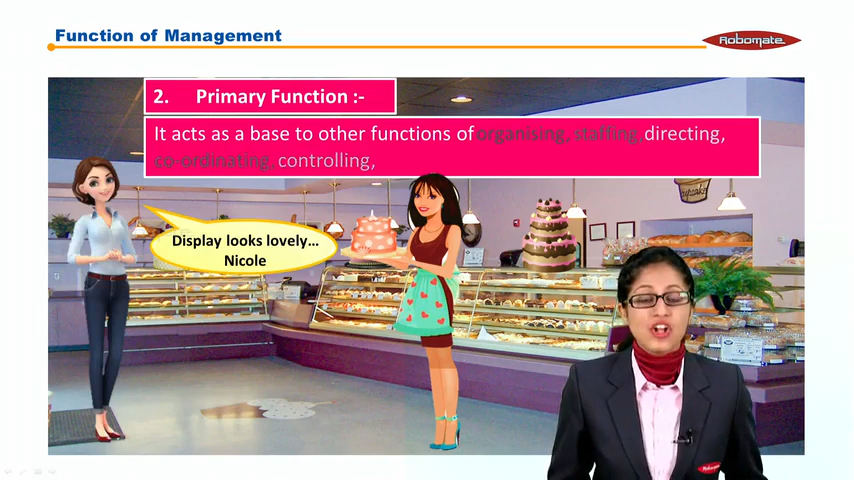 Function of Management
Robomate
2. Primary Function :-
It acts as a base to other functions of organising, staffing, directing,
co-ordinating, controlling,
Display looks lovely...
Nicole
cupcake